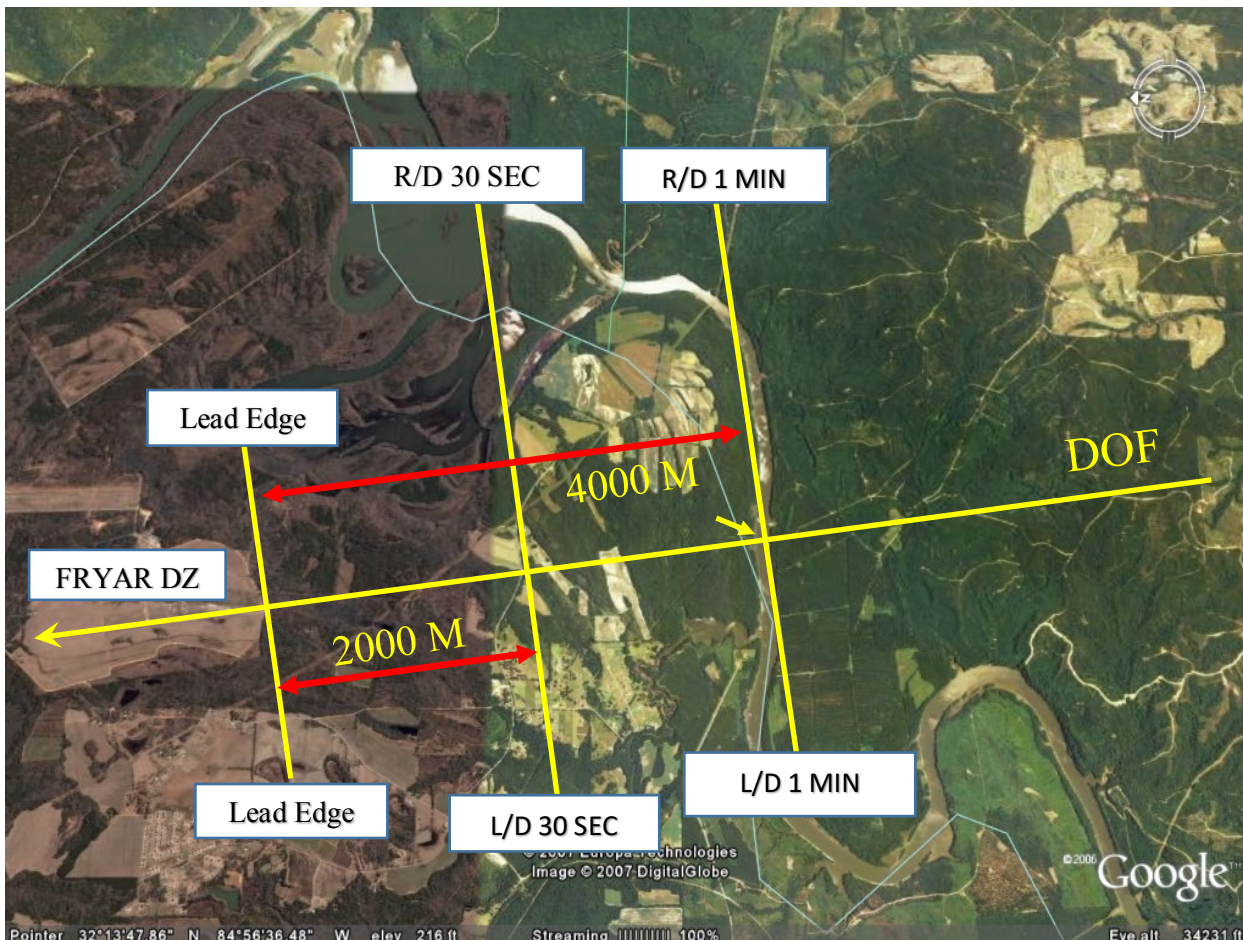 N
R/D 30 SEC
R/D 1 MIN
Lead Edge
DOF
4000 M
FRYAR DZ
2000 M
L/D 1 MIN
Lead Edge
L/D 30 SEC
© 2007 Europa Technologies
Image © 2007 DigitalGlobe
©2006 Google™
Pointer 32°13'47.86" N 84°56'36.48" W elev 216 ft Streaming |||||||||| 100% Eye alt 34231 ft